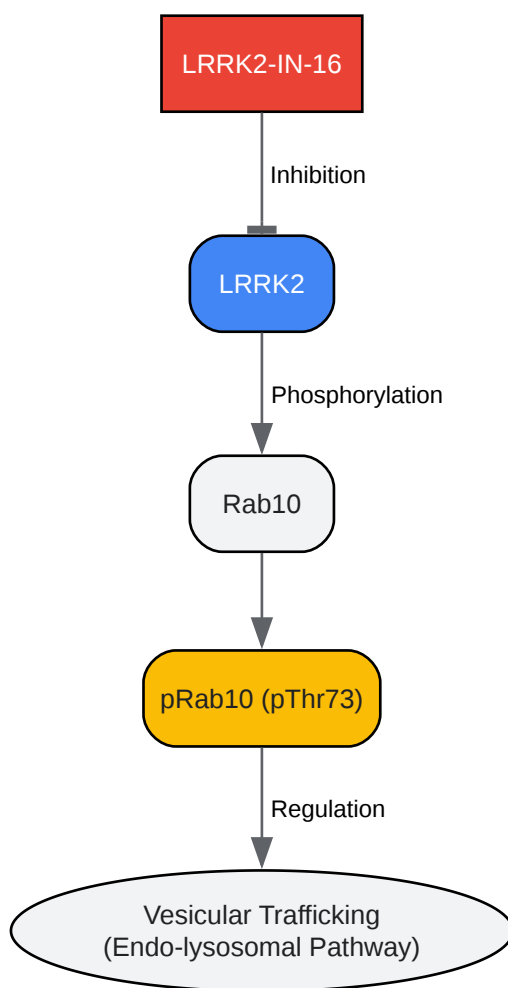 LRRK2-IN-16
Inhibition
LRRK2
Phosphorylation
Rab10
pRab10 (pThr73)
Regulation
Vesicular Trafficking
(Endo-lysosomal Pathway)